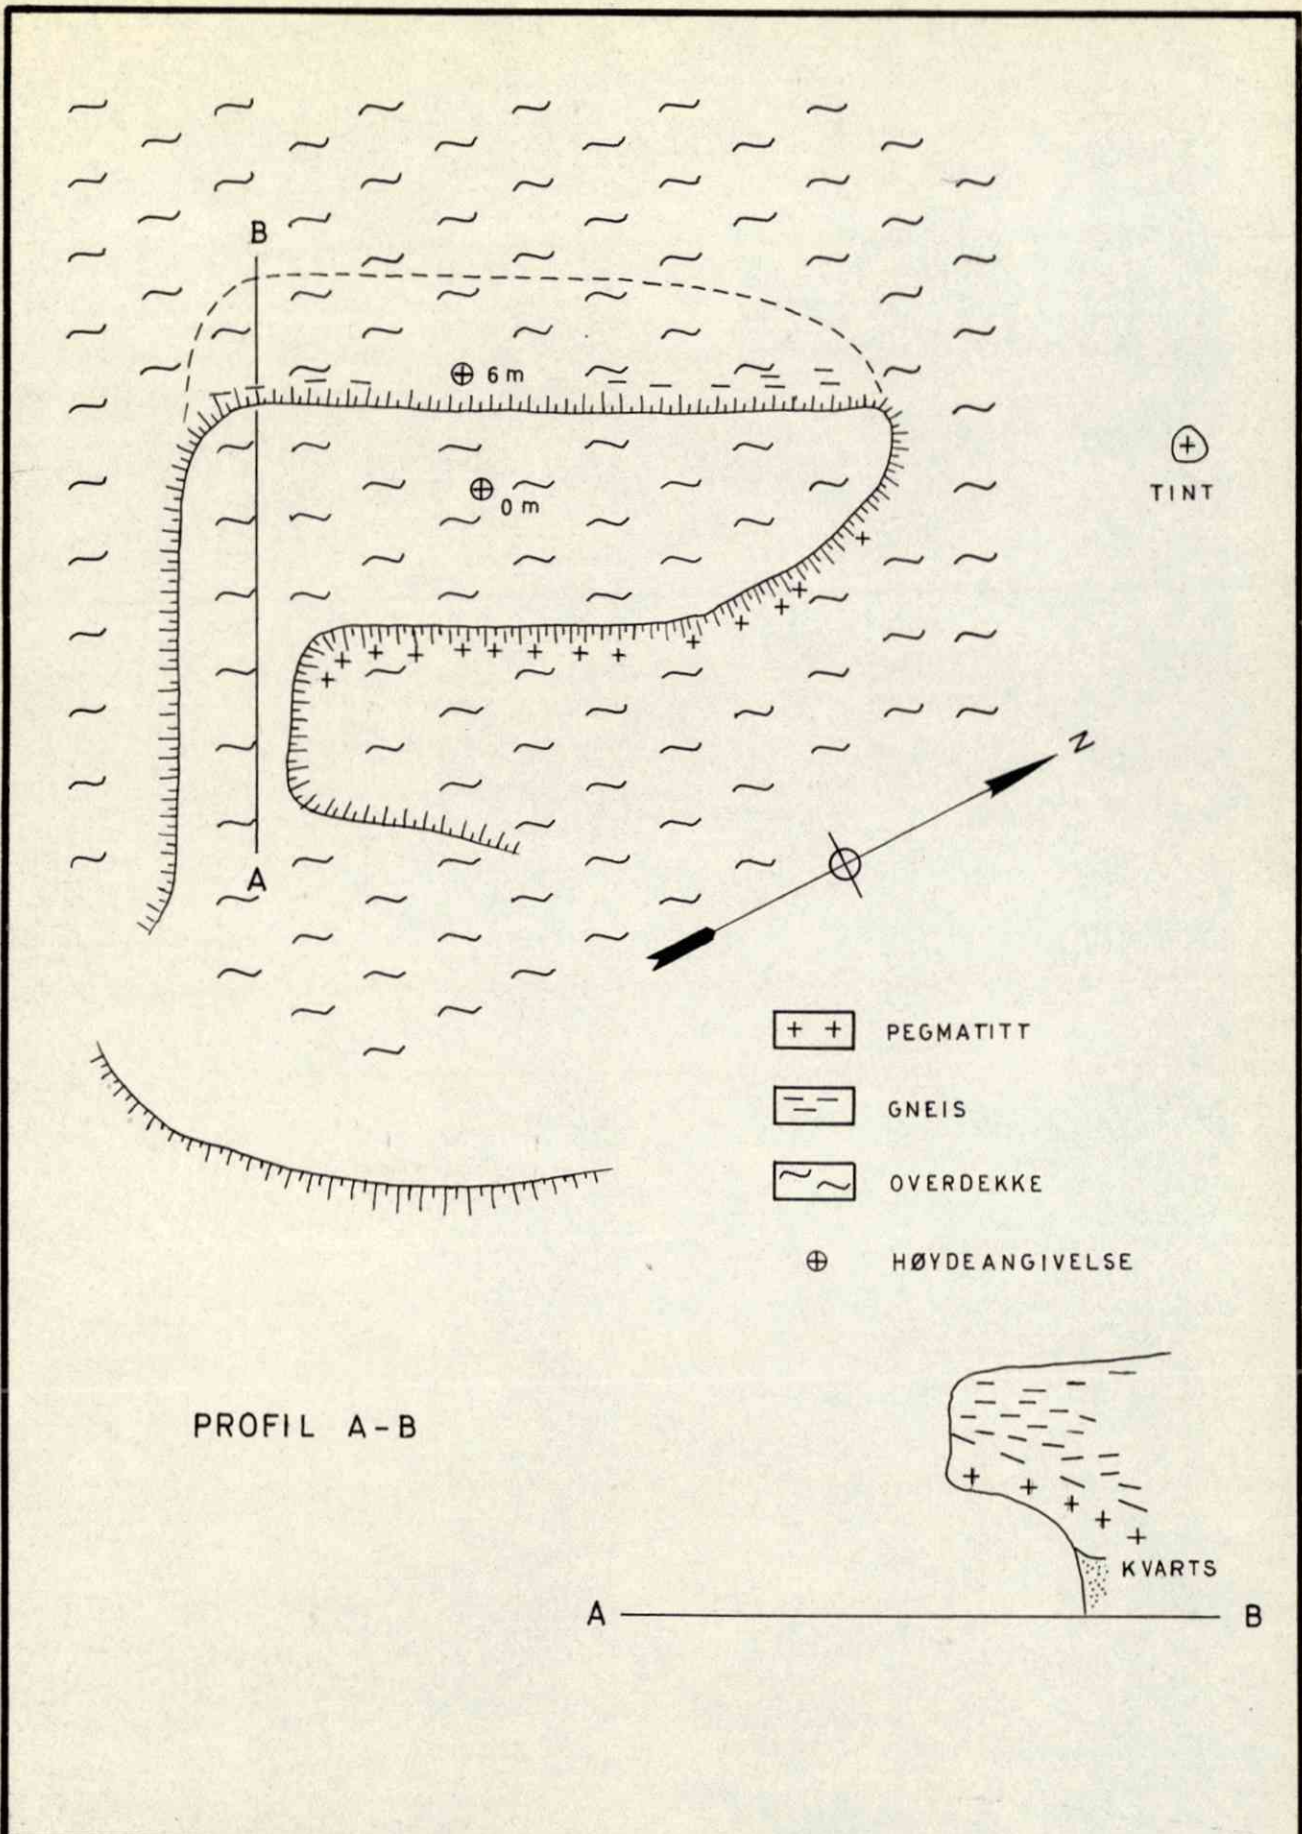 B
6 m
0 m
TINT
N
A
PEGMATITT
GNEIS
OVERDEKKE
HØYDEANGIVELSE
PROFIL A-B
KVARTS
A
B